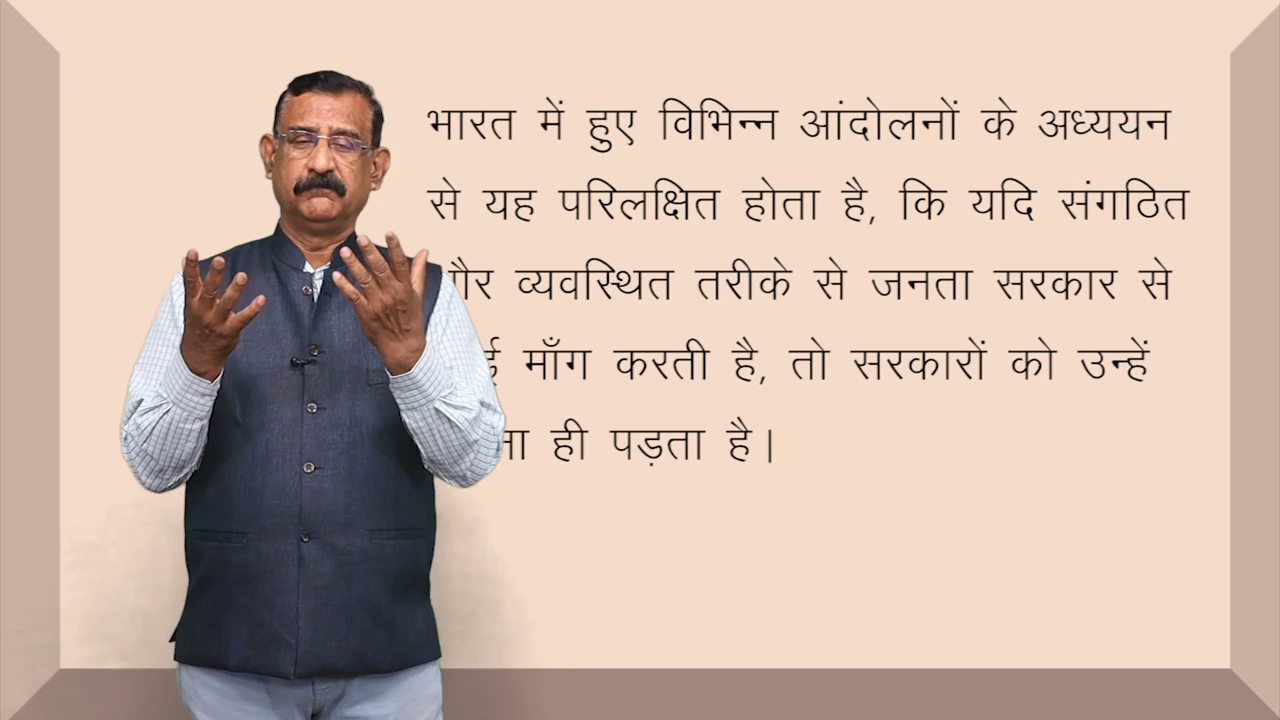 भारत में हुए विभिन्न आंदोलनों के अध्ययन
से यह परिलक्षित होता है, कि यदि संगठित
व्यवस्थित तरीके से जनता सरकार से
माँग करती है, तो सरकारों को उन्हें
ही पड़ता है।